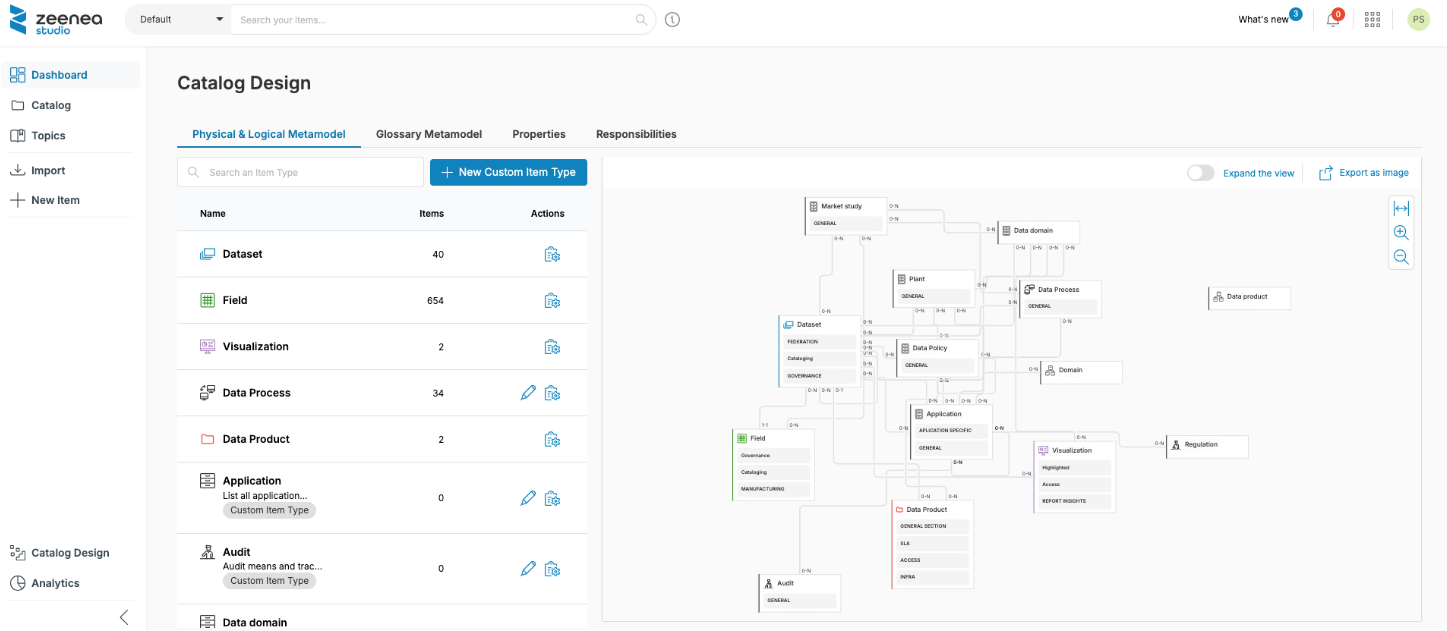 zeenea
studio
Default
Search your items...
What's new
3
0
PS
Dashboard
Catalog
Topics
Import
New Item
Catalog Design
Analytics
Catalog Design
Physical & Logical Metamodel
Glossary Metamodel
Properties
Responsibilities
Search an Item Type
New Custom Item Type
Name Items Actions
Dataset 40
Field 654
Visualization 2
Data Process 34
Data Product 2
Application
List all application...
Custom Item Type
0
Audit
Audit means and trac...
Custom Item Type
0
Data domain
Expand the view
Export as image
Market study
GENERAL
0-N
0-N
0-N 0-N
0-N
Data domain
0-N 0-N 0-N 0-N
Plant
GENERAL
0-N
0-N 0-N 0-N
0-N
0-N
Data Process
GENERAL
0-N
Data product
0-N
Dataset
FEDERATION
Cataloging
GOVERNANCE
0-N
0-N
0-N
0-N
0-N
0-N
0-N 0-N 0-1
0-N
0-N
Data Policy
GENERAL
0-N
0-N
0-N
Domain
0-N 0-N 0-N 0-N
0-N
Application
APLICATION SPECIFIC
GENERAL
0-N
0-N
1-1
0-N
Field
Governance
Cataloging
MANUFACTURING
0-N
0-N
Visualization
Highlighted
Access
REPORT INSIGHTS
0-N
Regulation
0-N
0-N
Data Product
GENERAL SECTION
SLA
ACCESS
INFRA
0-N
Audit
GENERAL